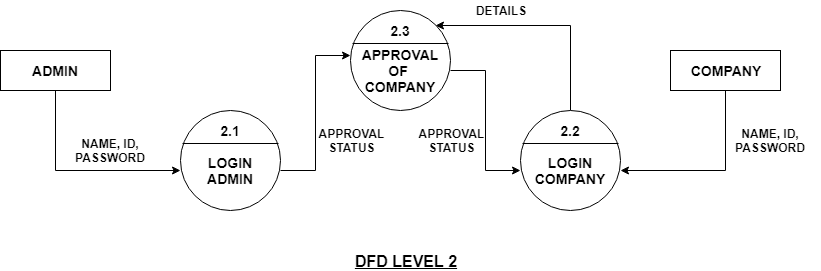 DETAILS
2.3
APPROVAL
OF
COMPANY
ADMIN
COMPANY
2.1
LOGIN
ADMIN
NAME, ID,
PASSWORD
APPROVAL
STATUS
APPROVAL
STATUS
2.2
LOGIN
COMPANY
NAME, ID,
PASSWORD
DFD LEVEL 2